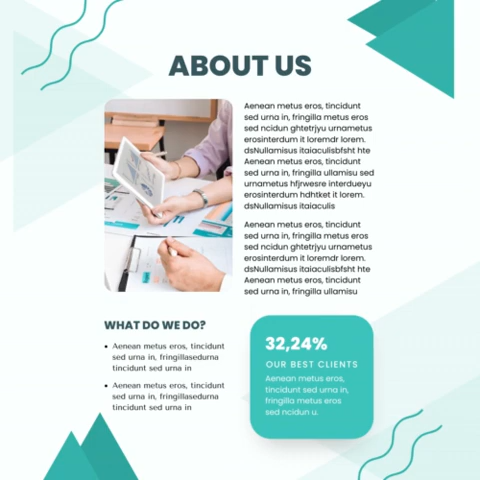 ABOUT US
Aenean metus eros, tincidunt
sed urna in, fringilla metus eros
sed ncidun ghtetrjyu urnametus
erosinterdum it loremdr lorem.
dsNullamisus itaiaculisbfsht hte
Aenean metus eros, tincidunt
sed urna in, fringilla ullamisu sed
urnametus hfjrwesre interdueyu
erosinterdum hdhtket it lorem.
dsNullamisus itaiaculis
Aenean metus eros, tincidunt
sed urna in, fringilla metus eros
sed ncidun ghtetrjyu urnametus
erosinterdum it loremdr lorem.
dsNullamisus itaiaculisbfsht hte
Aenean metus eros, tincidunt
sed urna in, fringilla ullamisu
WHAT DO WE DO?
• Aenean metus eros, tincidunt
sed urna in, fringillasedurna
tincidunt sed urna in
• Aenean metus eros, tincidunt
sed urna in, fringillasedurna
tincidunt sed urna in
32,24%
OUR BEST CLIENTS
Aenean metus eros,
tincidunt sed urna in,
fringilla metus eros
sed ncidun u.